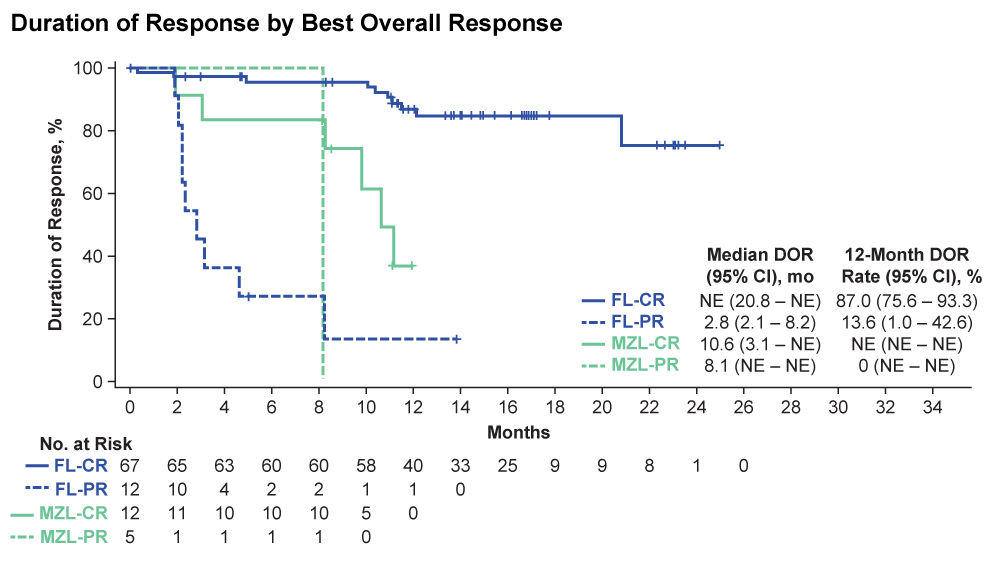 Duration of Response by Best Overall Response
Duration of Response, %
100
80
60
40
20
0
Median DOR (95% CI), mo
12-Month DOR Rate (95% CI), %
FL-CR NE (20.8 – NE) 87.0 (75.6 – 93.3)
FL-PR 2.8 (2.1 – 8.2) 13.6 (1.0 – 42.6)
MZL-CR 10.6 (3.1 – NE) NE (NE – NE)
MZL-PR 8.1 (NE – NE) 0 (NE – NE)
0 2 4 6 8 10 12 14 16 18 20 22 24 26 28 30 32 34
Months
No. at Risk
FL-CR 67 65 63 60 60 58 40 33 25 9 9 8 1 0
FL-PR 12 10 4 2 2 1 1 0
MZL-CR 12 11 10 10 10 5 0
MZL-PR 5 1 1 1 1 0